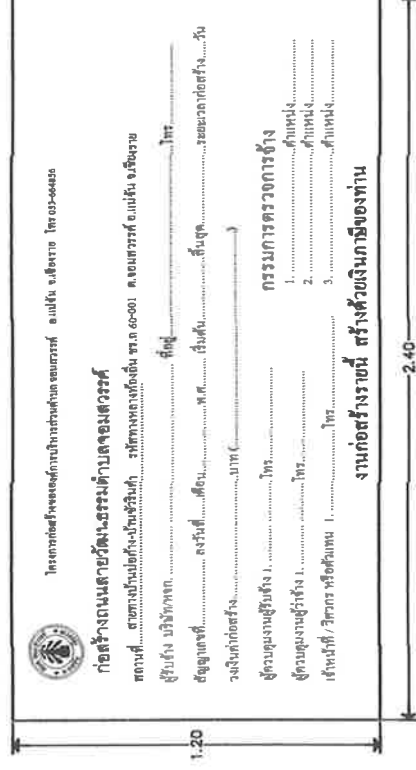 โครงการก่อสร้างขององค์การบริหารส่วนตำบลจอมสวรรค์ อ.แม่จัน จ.เชียงราย โทร 053-664836
ก่อสร้างถนนสายวัฒนธรรมตำบลจอมสวรรค์
สถานที่..........สายทางบ้านบ่อก้าง-บ้าน รหัสทางหลวงท้องถิ่น ชร.ถ 60-001 ต.จอมสวรรค์ อ.แม่จัน จ.เชียงราย
ผู้รับจ้าง บริษัท/หจก. .......................... ที่อยู่..........................โทร..........
สัญญาเลขที่............ ลงวันที่......เดือน..........พ.ศ........... เริ่มต้น..............สิ้นสุด..............ระยะเวลาก่อสร้าง......วัน
วงเงินค่าก่อสร้าง....................บาท (..................................................)
ผู้ควบคุมงานผู้รับจ้าง 1. ....................โทร....................
ผู้ควบคุมงานผู้ว่าจ้าง 1. ....................โทร....................
เจ้าหน้าที่ / วิศวกร หรือตัวแทน 1. ....................โทร....................
กรรมการตรวจการจ้าง
1. ....................ตำแหน่ง....................
2. ....................ตำแหน่ง....................
3. ....................ตำแหน่ง....................
งานก่อสร้างรายนี้ สร้างด้วยเงินภาษีของท่าน
1.20
2.40